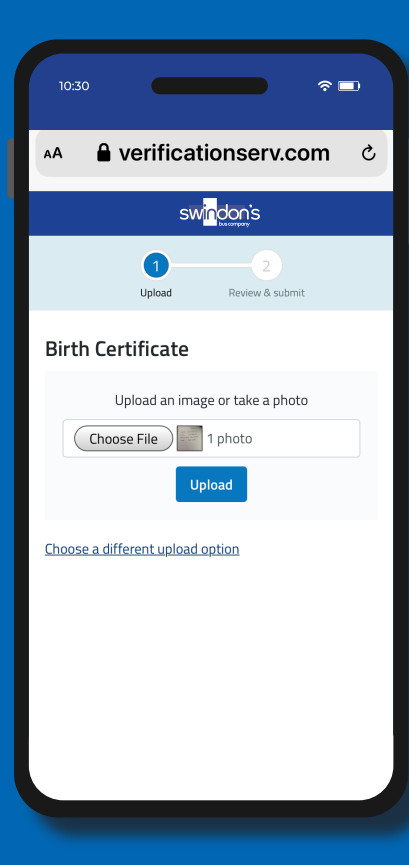 10:30
AA verificationserv.com
swindon's
bus company
1 2
Upload Review & submit
Birth Certificate
Upload an image or take a photo
Choose File 1 photo
Upload
Choose a different upload option